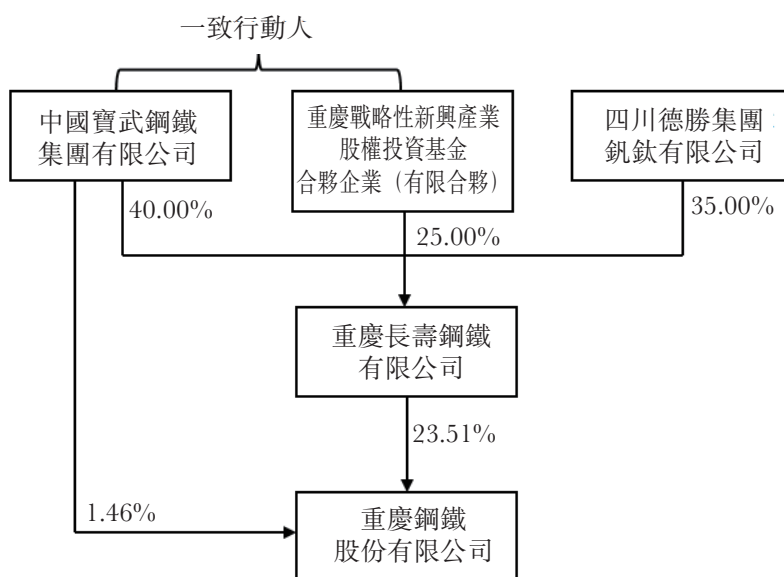 一致行動人
中國寶武鋼鐵
集團有限公司
重慶戰略性新興產業
股權投資基金
合夥企業（有限合夥）
四川德勝集團
釩鈦有限公司
40.00%
25.00%
35.00%
重慶長壽鋼鐵
有限公司
23.51%
1.46%
重慶鋼鐵
股份有限公司